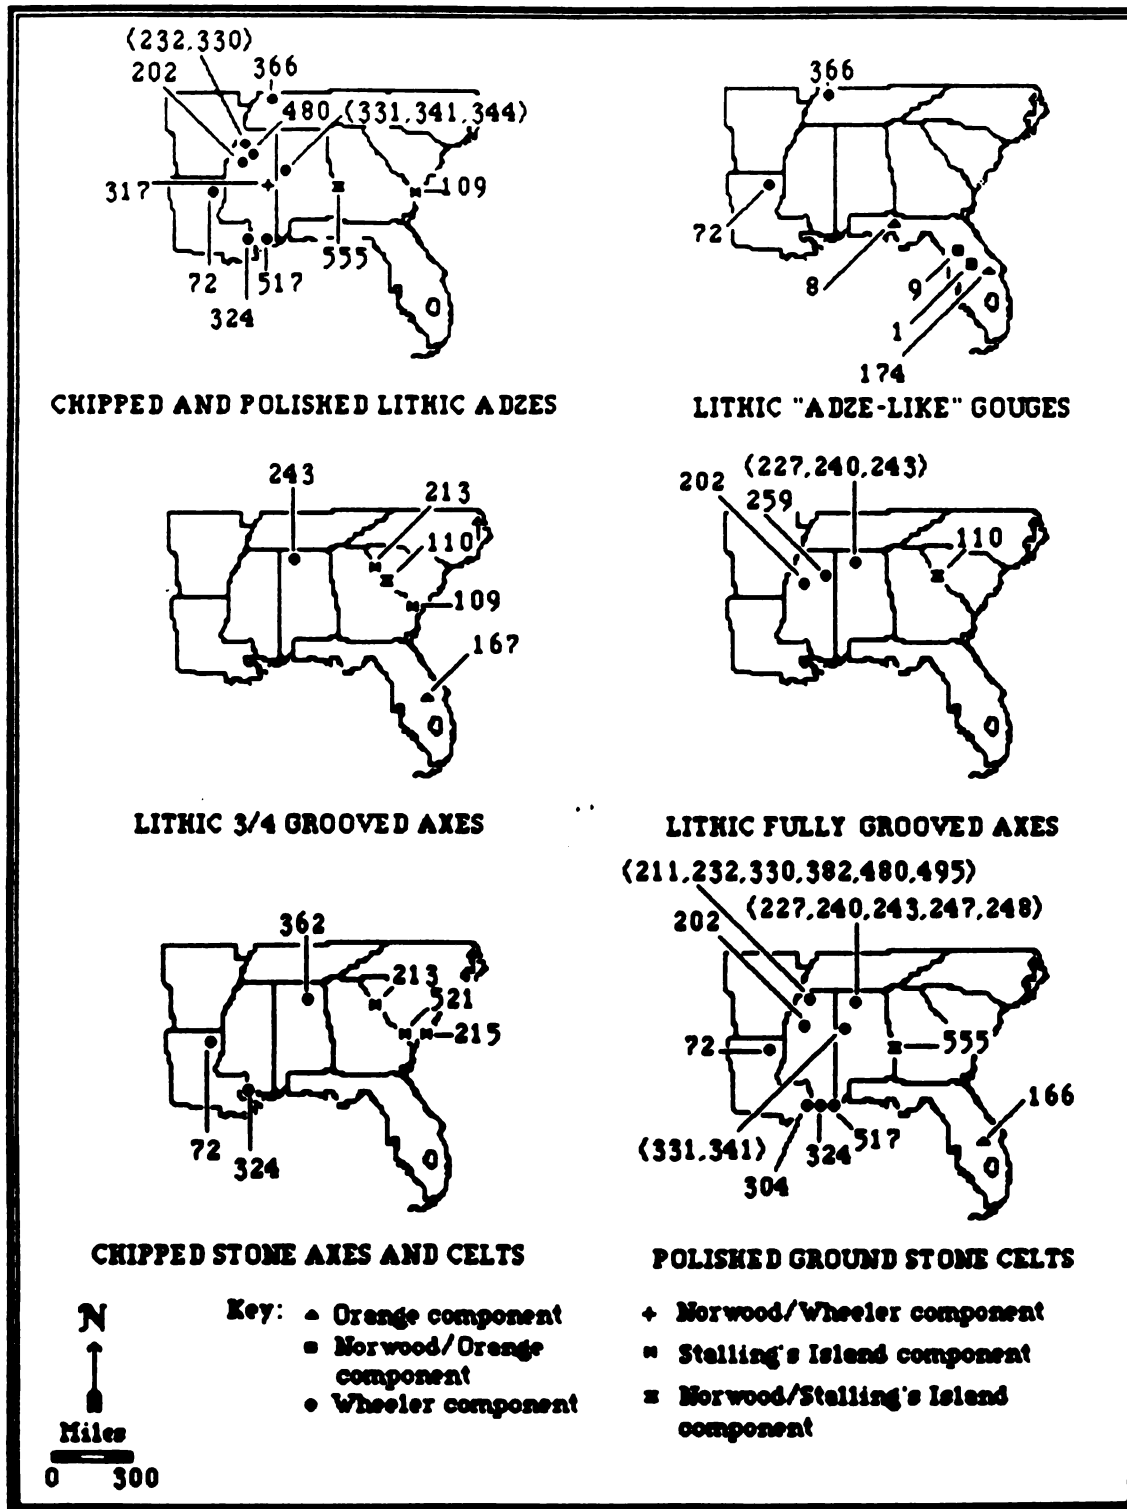 (232,330)
202
366
480
(331,341,344)
317
109
72
517
555
324
CHIPPED AND POLISHED LITHIC ADZES
366
72
8
9
1
174
LITHIC "ADZE-LIKE" GOUGES
243
213
110
109
167
LITHIC 3/4 GROOVED AXES
(227,240,243)
202
259
110
LITHIC FULLY GROOVED AXES
362
213
521
215
72
324
CHIPPED STONE AXES AND CELTS
(211,232,330,382,480,495)
(227,240,243,247,248)
202
72
555
166
(331,341)
517
324
304
POLISHED GROUND STONE CELTS
N
Miles
0 300
Key:
Orange component
Norwood/Orange
component
Wheeler component
Norwood/Wheeler component
Stalling's Island component
Norwood/Stalling's Island
component